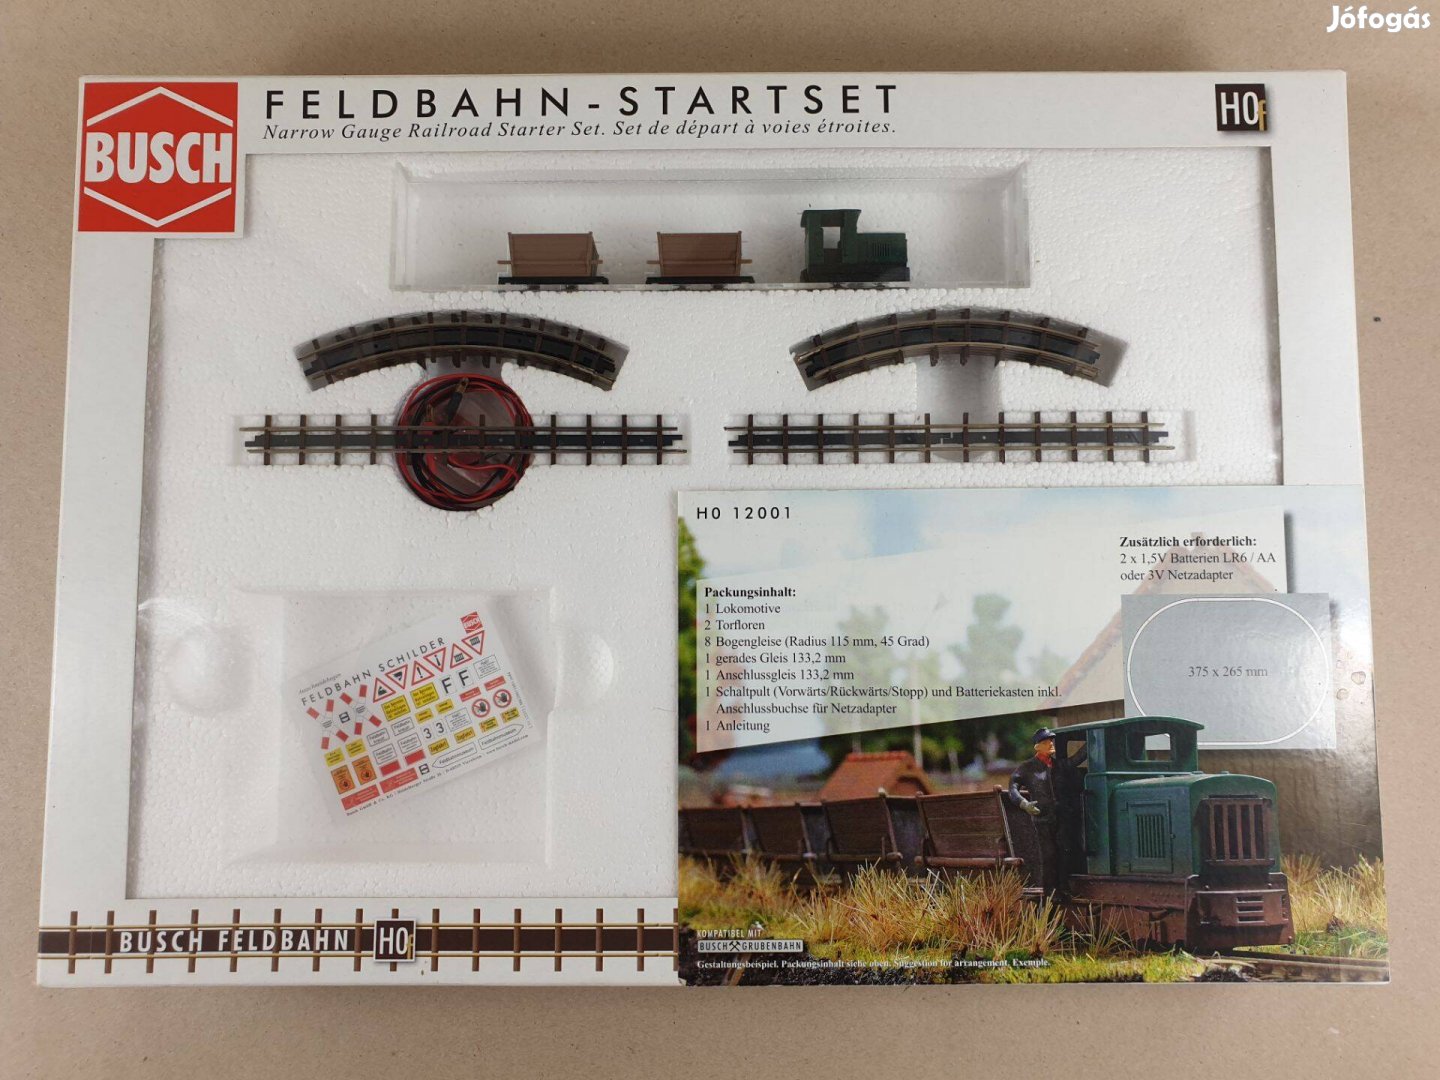 Jófogás
BUSCH
FELDBAHN - STARTSET
Narrow Gauge Railroad Starter Set. Set de départ à voies étroites.
H0f
H0 12001
Zusätzlich erforderlich:
2 x 1,5V Batterien LR6 / AA
oder 3V Netzadapter
Packungsinhalt:
1 Lokomotive
2 Torfloren
8 Bogengleise (Radius 115 mm, 45 Grad)
1 gerades Gleis 133,2 mm
1 Anschlussgleis 133,2 mm
1 Schaltpult (Vorwärts/Rückwärts/Stopp) und Batteriekasten inkl.
Anschlussbuchse für Netzadapter
1 Anleitung
375 x 265 mm
BUSCH
FELDBAHN SCHILDER
F F
3 3
BUSCH FELDBAHN H0f
KOMPATIBEL MIT
BUSCH GRUBENBAHN
Gestaltungsbeispiel. Packungsinhalt siehe oben. Suggestion for arrangement. Exemple.